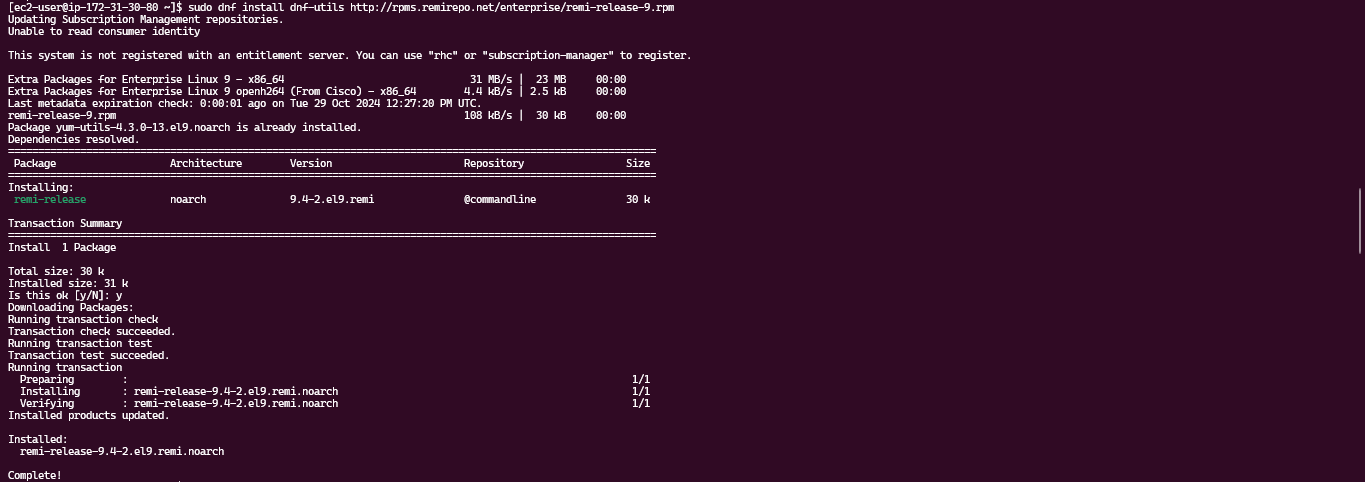 [ec2-user@ip-172-31-30-80 ~]$ sudo dnf install dnf-utils http://rpms.remirepo.net/enterprise/remi-release-9.rpm
Updating Subscription Management repositories.
Unable to read consumer identity
This system is not registered with an entitlement server. You can use "rhc" or "subscription-manager" to register.
Extra Packages for Enterprise Linux 9 - x86_64 31 MB/s | 23 MB 00:00
Extra Packages for Enterprise Linux 9 openh264 (From Cisco) - x86_64 4.4 kB/s | 2.5 kB 00:00
Last metadata expiration check: 0:00:01 ago on Tue 29 Oct 2024 12:27:20 PM UTC.
remi-release-9.rpm 108 kB/s | 30 kB 00:00
Package yum-utils-4.3.0-13.el9.noarch is already installed.
Dependencies resolved.
Package Architecture Version Repository Size
Installing:
remi-release noarch 9.4-2.el9.remi @commandline 30 k
Transaction Summary
Install 1 Package
Total size: 30 k
Installed size: 31 k
Is this ok [y/N]: y
Downloading Packages:
Running transaction check
Transaction check succeeded.
Running transaction test
Transaction test succeeded.
Running transaction
Preparing : 1/1
Installing : remi-release-9.4-2.el9.remi.noarch 1/1
Verifying : remi-release-9.4-2.el9.remi.noarch 1/1
Installed products updated.
Installed:
remi-release-9.4-2.el9.remi.noarch
Complete!